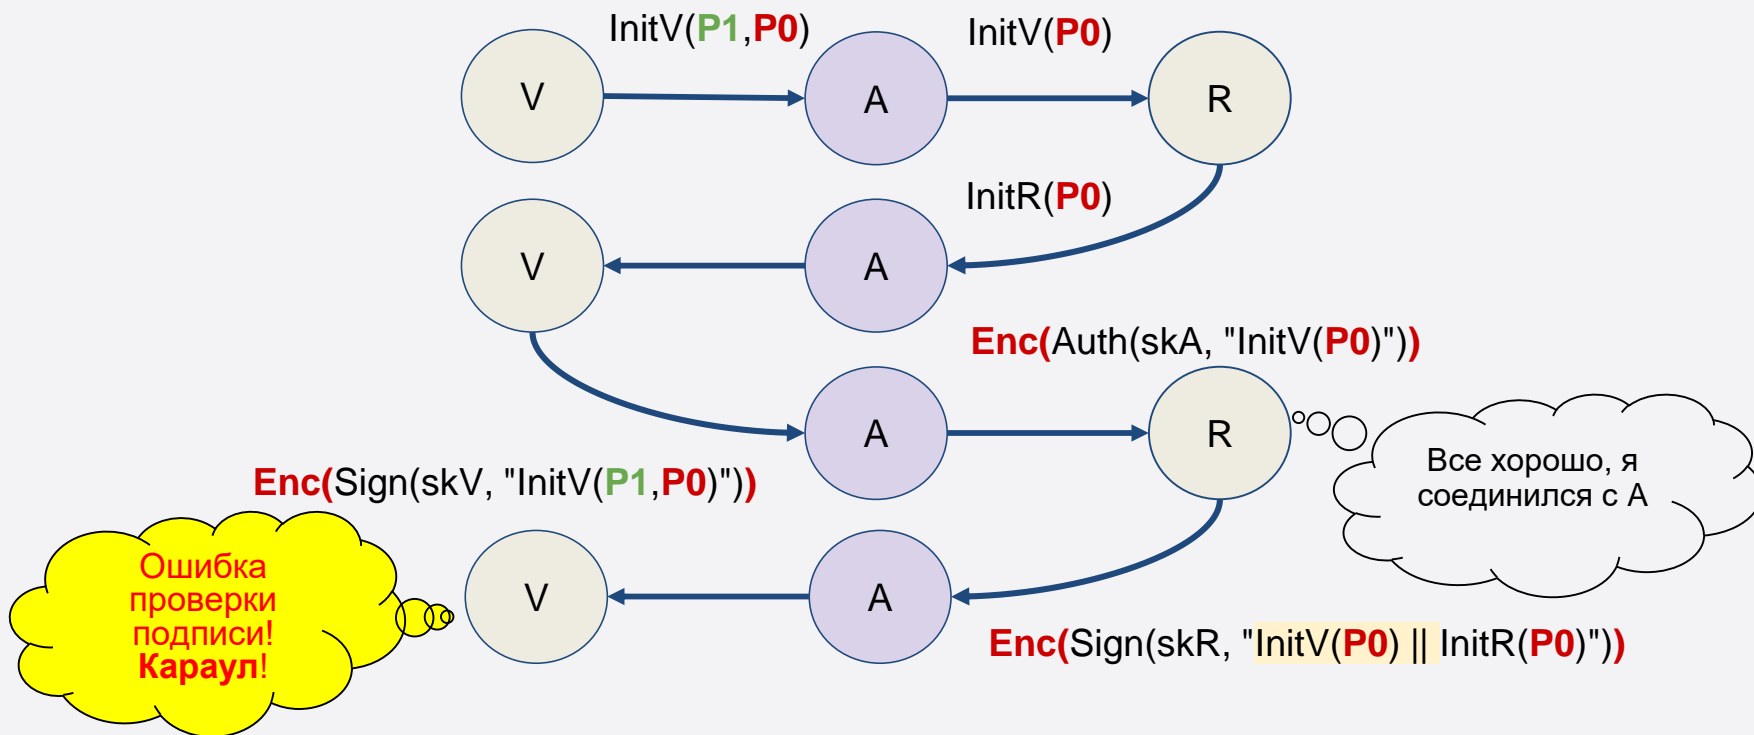 InitV(P1,P0)
InitV(P0)
V
A
R
InitR(P0)
V
A
Enc(Auth(skA, "InitV(P0)"))
A
R
Все хорошо, я
соединился с А
Enc(Sign(skV, "InitV(P1,P0)"))
Ошибка
проверки
подписи!
Караул!
V
A
Enc(Sign(skR, "InitV(P0) || InitR(P0)"))